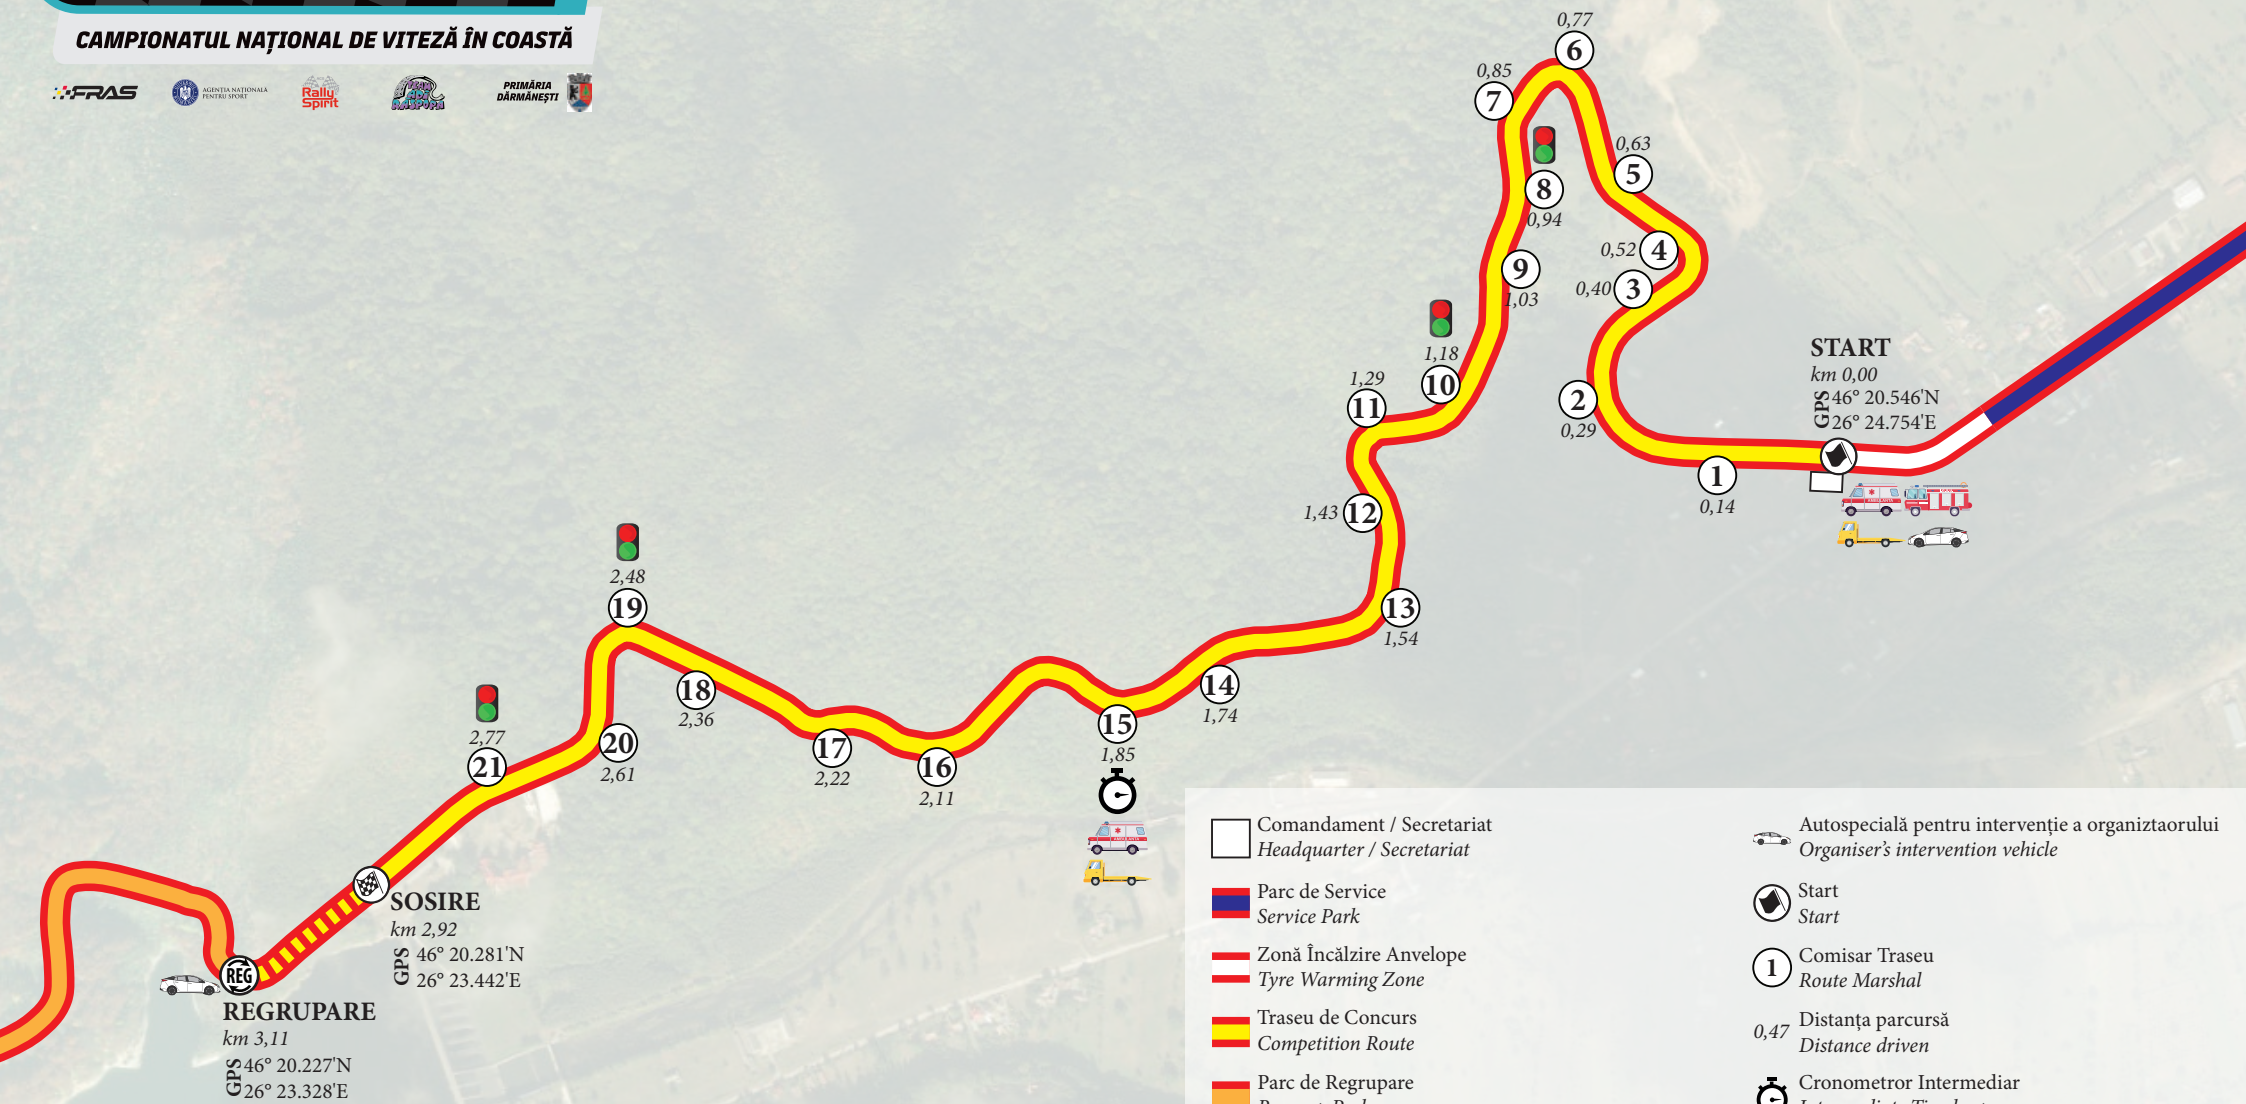 CAMPIONATUL NAȚIONAL DE VITEZĂ ÎN COASTĂ
FRAS
AGENȚIA NAȚIONALĂ
PENTRU SPORT
Rally
Spirit
PRIMĂRIA
DĂRMĂNEȘTI
0,77
6
0,85
7
8
0,94
0,63
5
0,52
4
9
1,03
0,40
3
1,18
10
1,29
11
2
0,29
START
km 0,00
GPS
46° 20.546'N
26° 24.754'E
1
0,14
1,43
12
13
1,54
2,48
19
18
2,36
14
1,74
15
1,85
17
2,22
16
2,11
20
2,61
2,77
21
SOSIRE
km 2,92
GPS
46° 20.281'N
26° 23.442'E
REG
REGRUPARE
km 3,11
GPS
46° 20.227'N
26° 23.328'E
Comandament / Secretariat
Headquarter / Secretariat
Parc de Service
Service Park
Zonă Încălzire Anvelope
Tyre Warming Zone
Traseu de Concurs
Competition Route
Parc de Regrupare
Autospecială pentru intervenție a organiztaorului
Organiser's intervention vehicle
Start
Start
1
Comisar Traseu
Route Marshal
0,47
Distanța parcursă
Distance driven
Cronometror Intermediar